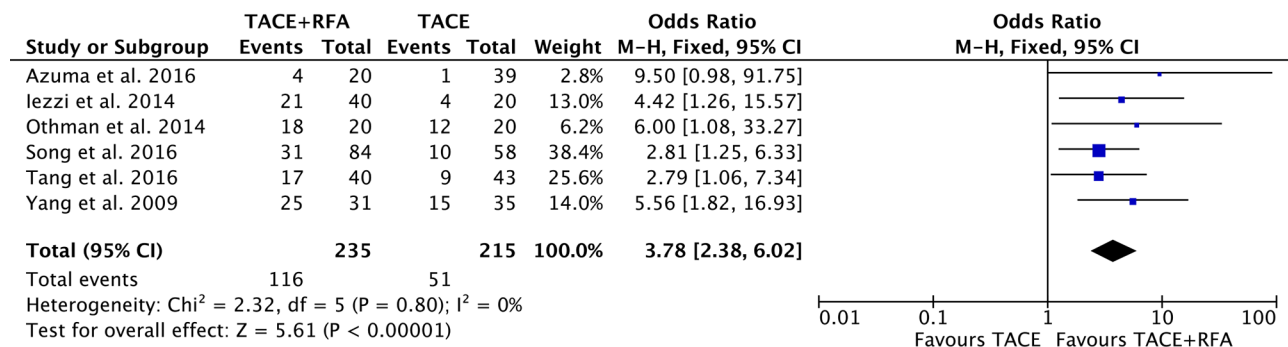 TACE+RFA TACE Odds Ratio Odds Ratio
Study or Subgroup Events Total Events Total Weight M-H, Fixed, 95% CI M-H, Fixed, 95% CI
Azuma et al. 2016 4 20 1 39 2.8% 9.50 [0.98, 91.75]
Iezzi et al. 2014 21 40 4 20 13.0% 4.42 [1.26, 15.57]
Othman et al. 2014 18 20 12 20 6.2% 6.00 [1.08, 33.27]
Song et al. 2016 31 84 10 58 38.4% 2.81 [1.25, 6.33]
Tang et al. 2016 17 40 9 43 25.6% 2.79 [1.06, 7.34]
Yang et al. 2009 25 31 15 35 14.0% 5.56 [1.82, 16.93]
Total (95% CI) 235 215 100.0% 3.78 [2.38, 6.02]
Total events 116 51
Heterogeneity: Chi² = 2.32, df = 5 (P = 0.80); I² = 0%
Test for overall effect: Z = 5.61 (P < 0.00001)
0.01 0.1 1 10 100
Favours TACE Favours TACE+RFA